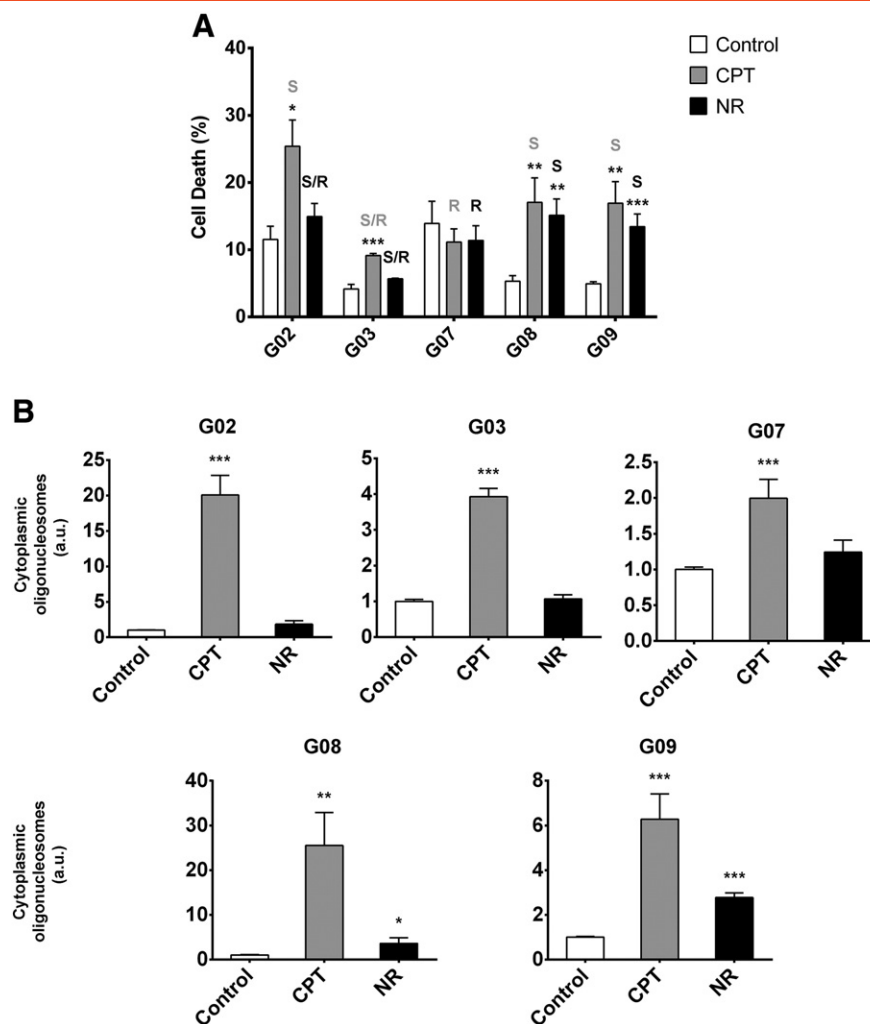 A
40
30
20
10
0
Cell Death (%)
Control
CPT
NR
S
*
S/R
S/R
***
S/R
R
R
S
**
S
**
S
**
S
***
G02
G03
G07
G08
G09
B
G02
Cytoplasmic
oligonucleosomes
(a.u.)
25
20
15
10
5
0
***
Control
CPT
NR
G03
5
4
3
2
1
0
***
Control
CPT
NR
G07
2.5
2.0
1.5
1.0
0.5
0.0
***
Control
CPT
NR
G08
Cytoplasmic
oligonucleosomes
(a.u.)
40
30
20
10
0
**
*
Control
CPT
NR
G09
8
6
4
2
0
***
***
Control
CPT
NR